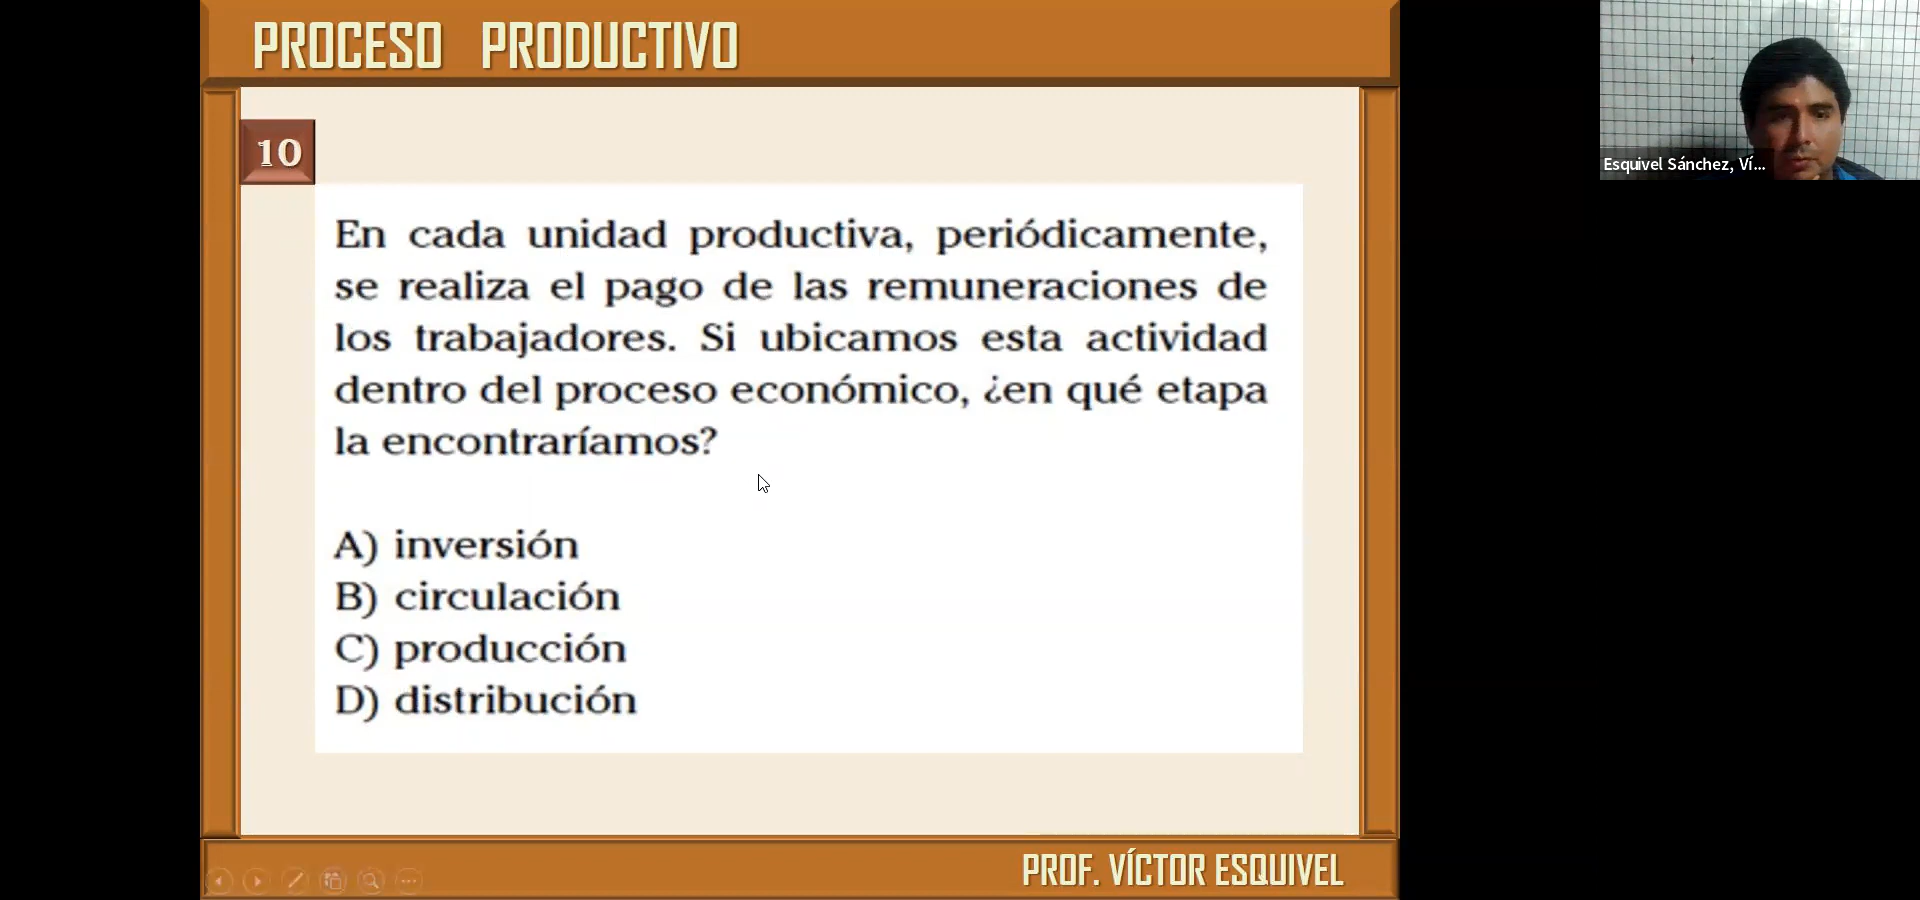 PROCESO PRODUCTIVO
10
En cada unidad productiva, periódicamente,
se realiza el pago de las remuneraciones de
los trabajadores. Si ubicamos esta actividad
dentro del proceso económico, ¿en qué etapa
la encontraríamos?
A) inversión
B) circulación
C) producción
D) distribución
PROF. VÍCTOR ESQUIVEL
Esquivel Sánchez, Ví...